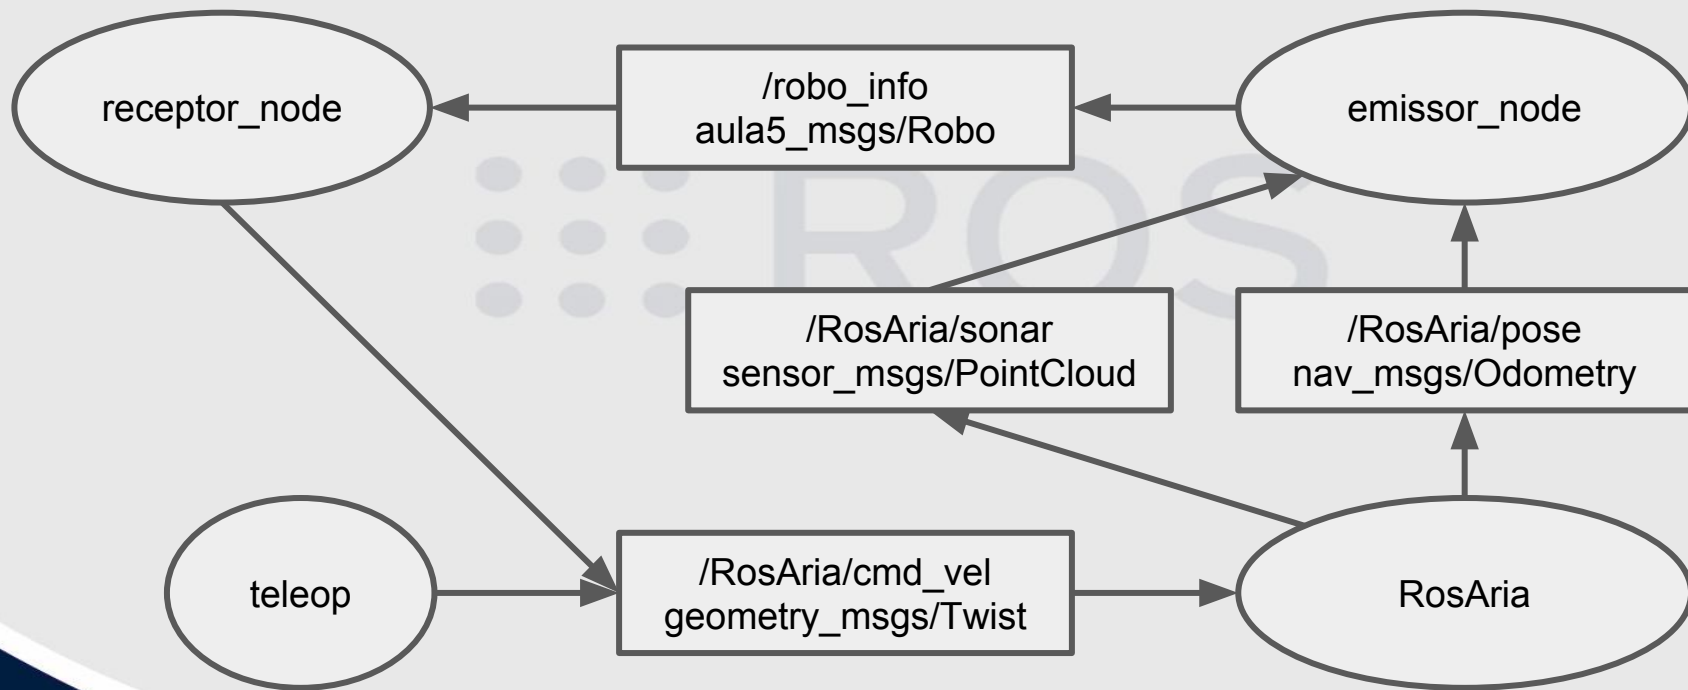 receptor_node
/robo_info
aula5_msgs/Robo
emissor_node
ROS
/RosAria/sonar
sensor_msgs/PointCloud
/RosAria/pose
nav_msgs/Odometry
teleop
/RosAria/cmd_vel
geometry_msgs/Twist
RosAria